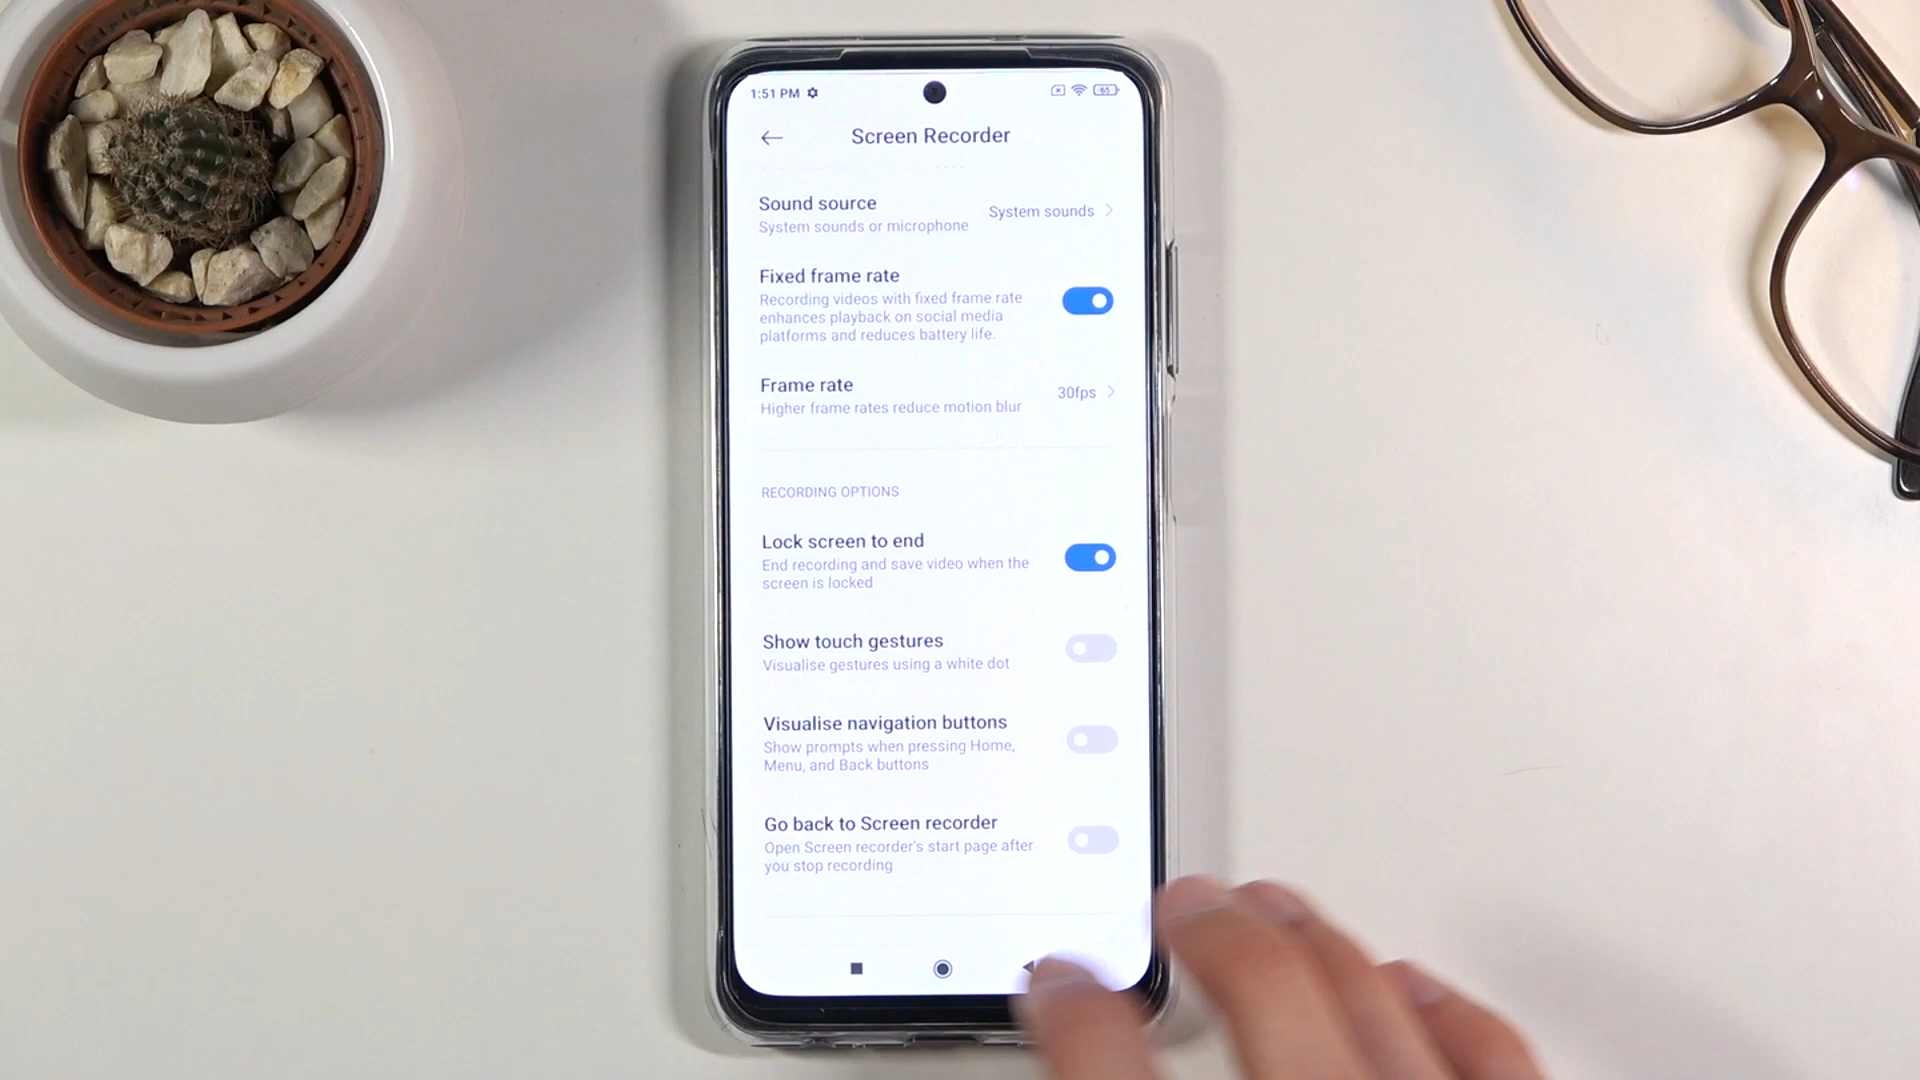 1:51 PM
65
Screen Recorder
Sound source
System sounds or microphone
System sounds
Fixed frame rate
Recording videos with fixed frame rate
enhances playback on social media
platforms and reduces battery life.
Frame rate
Higher frame rates reduce motion blur
30fps
RECORDING OPTIONS
Lock screen to end
End recording and save video when the
screen is locked
Show touch gestures
Visualise gestures using a white dot
Visualise navigation buttons
Show prompts when pressing Home,
Menu, and Back buttons
Go back to Screen recorder
Open Screen recorder's start page after
you stop recording